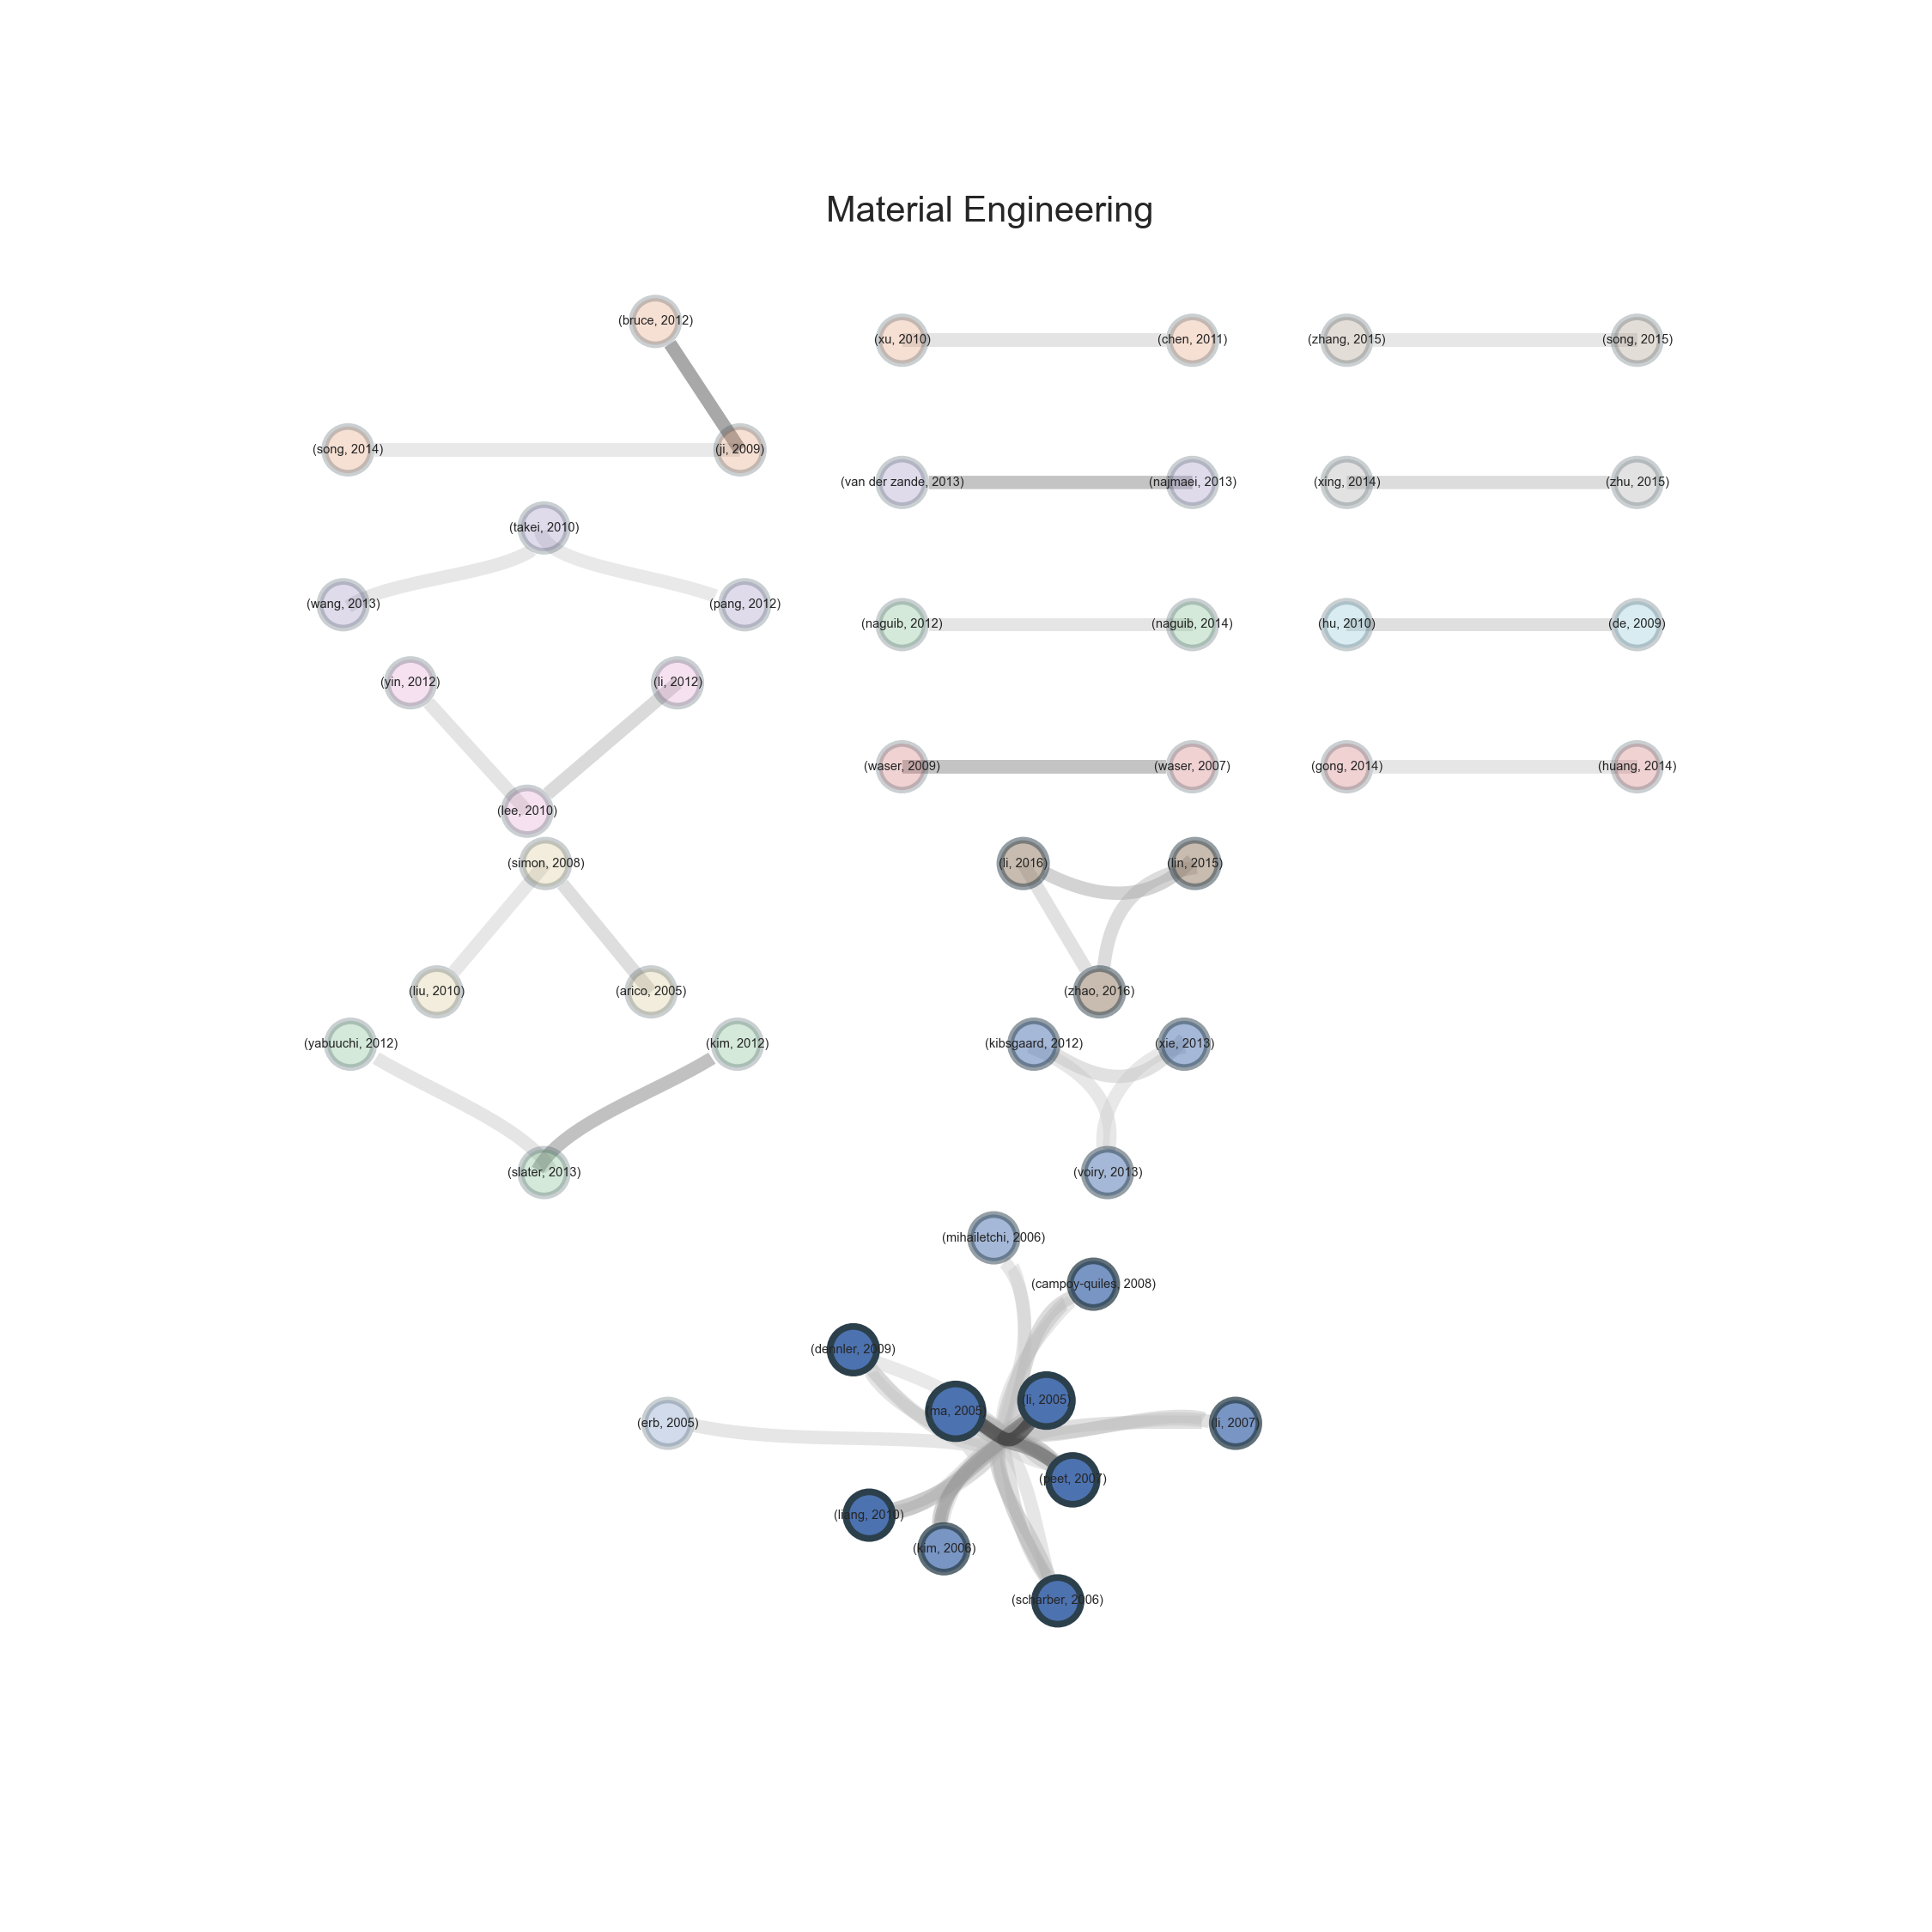 Material Engineering
(bruce, 2012)
(xu, 2010)
(chen, 2011)
(zhang, 2015)
(song, 2015)
(song, 2014)
(ji, 2009)
(van der zande, 2013)
(najmaei, 2013)
(xing, 2014)
(zhu, 2015)
(takei, 2010)
(wang, 2013)
(pang, 2012)
(naguib, 2012)
(naguib, 2014)
(hu, 2010)
(de, 2009)
(yin, 2012)
(li, 2012)
(waser, 2009)
(waser, 2007)
(gong, 2014)
(huang, 2014)
(lee, 2010)
(simon, 2008)
(li, 2016)
(lin, 2015)
(liu, 2010)
(arico, 2005)
(zhao, 2016)
(yabuuchi, 2012)
(kim, 2012)
(kibsgaard, 2012)
(xie, 2013)
(slater, 2013)
(voiry, 2013)
(mihailetchi, 2006)
(campoy-quiles, 2008)
(dennler, 2009)
(li, 2005)
(ma, 2005)
(erb, 2005)
(li, 2007)
(peet, 2007)
(liang, 2010)
(kim, 2006)
(scharber, 2006)